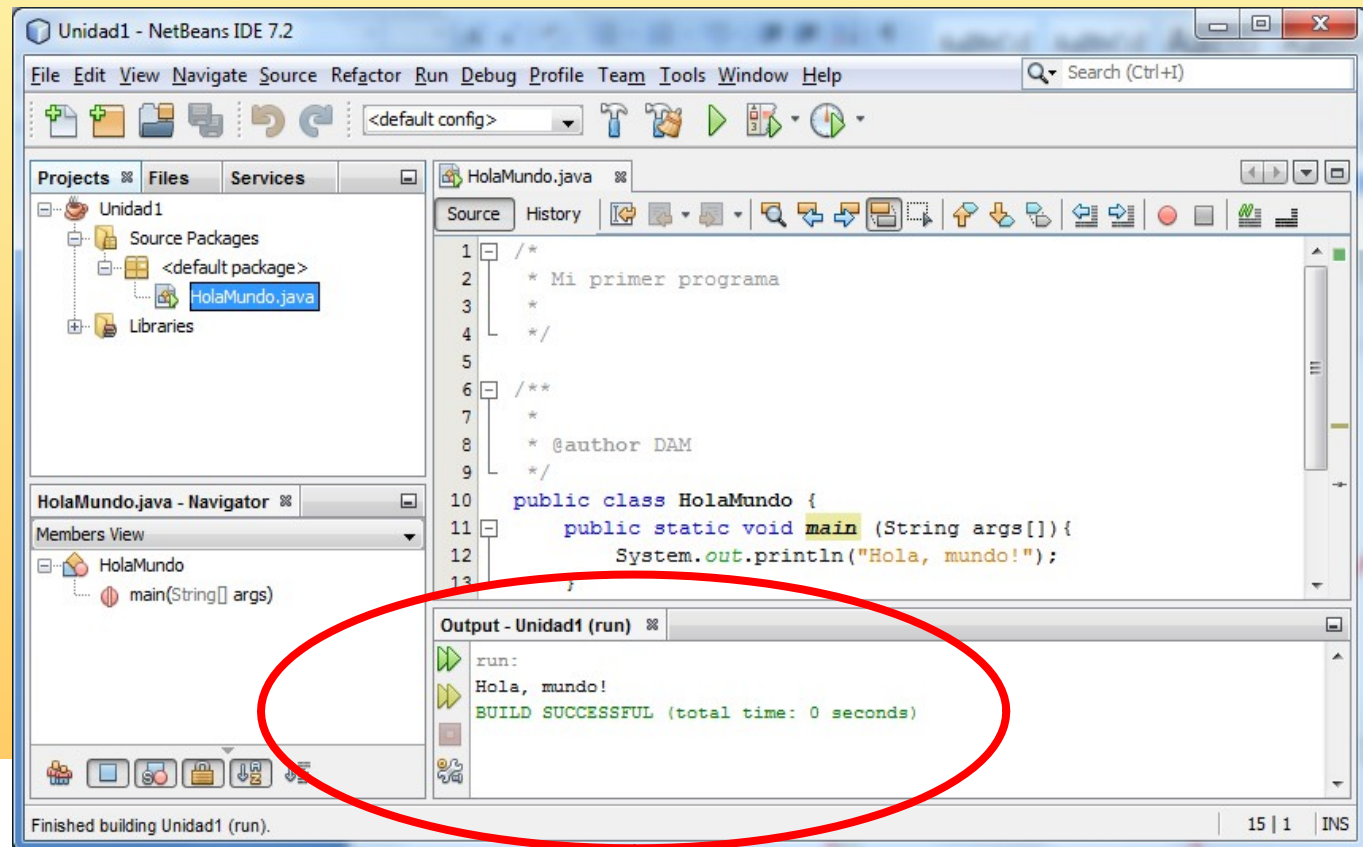 Unidad1 - NetBeans IDE 7.2
File Edit View Navigate Source Refactor Run Debug Profile Team Tools Window Help
Search (Ctrl+I)
<default config>
Projects Files Services
Unidad1
Source Packages
<default package>
HolaMundo.java
Libraries
HolaMundo.java - Navigator
Members View
HolaMundo
main(String[] args)
HolaMundo.java
Source History
1 /*
2 * Mi primer programa
3 *
4 */
5
6 /**
7 *
8 * @author DAM
9 */
10 public class HolaMundo {
11 public static void main (String args[]){
12 System.out.println("Hola, mundo!");
13 }
Output - Unidad1 (run)
run:
Hola, mundo!
BUILD SUCCESSFUL (total time: 0 seconds)
Finished building Unidad1 (run).
15 | 1 INS